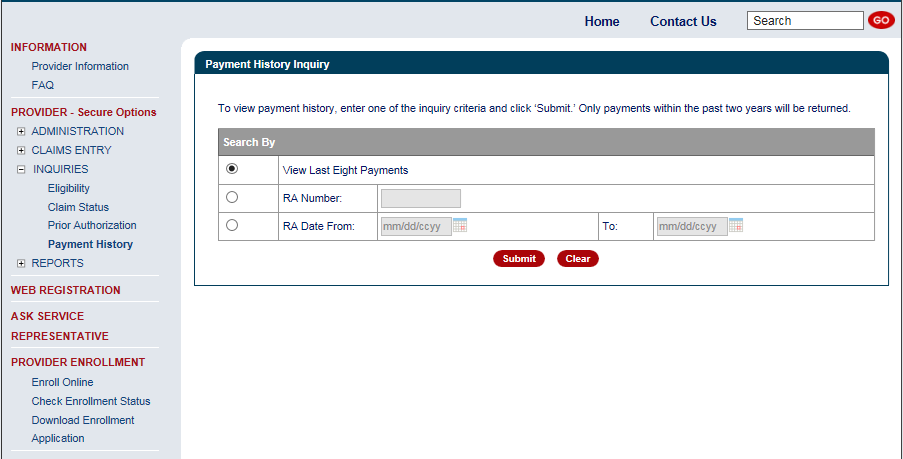 Home Contact Us Search GO
INFORMATION
Provider Information
FAQ
PROVIDER - Secure Options
ADMINISTRATION
CLAIMS ENTRY
INQUIRIES
Eligibility
Claim Status
Prior Authorization
Payment History
REPORTS
WEB REGISTRATION
ASK SERVICE
REPRESENTATIVE
PROVIDER ENROLLMENT
Enroll Online
Check Enrollment Status
Download Enrollment
Application
Payment History Inquiry
To view payment history, enter one of the inquiry criteria and click 'Submit.' Only payments within the past two years will be returned.
Search By
View Last Eight Payments
RA Number:
RA Date From: mm/dd/ccyy To: mm/dd/ccyy
Submit Clear